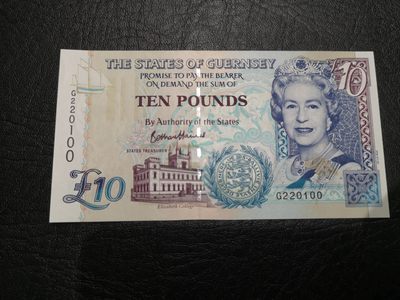 THE STATES OF GUERNSEY
PROMISE TO PAY THE BEARER
ON DEMAND THE SUM OF
£10
TEN POUNDS
By Authority of the States
STATES TREASURER
G220100
£10
Elizabeth College
G220100